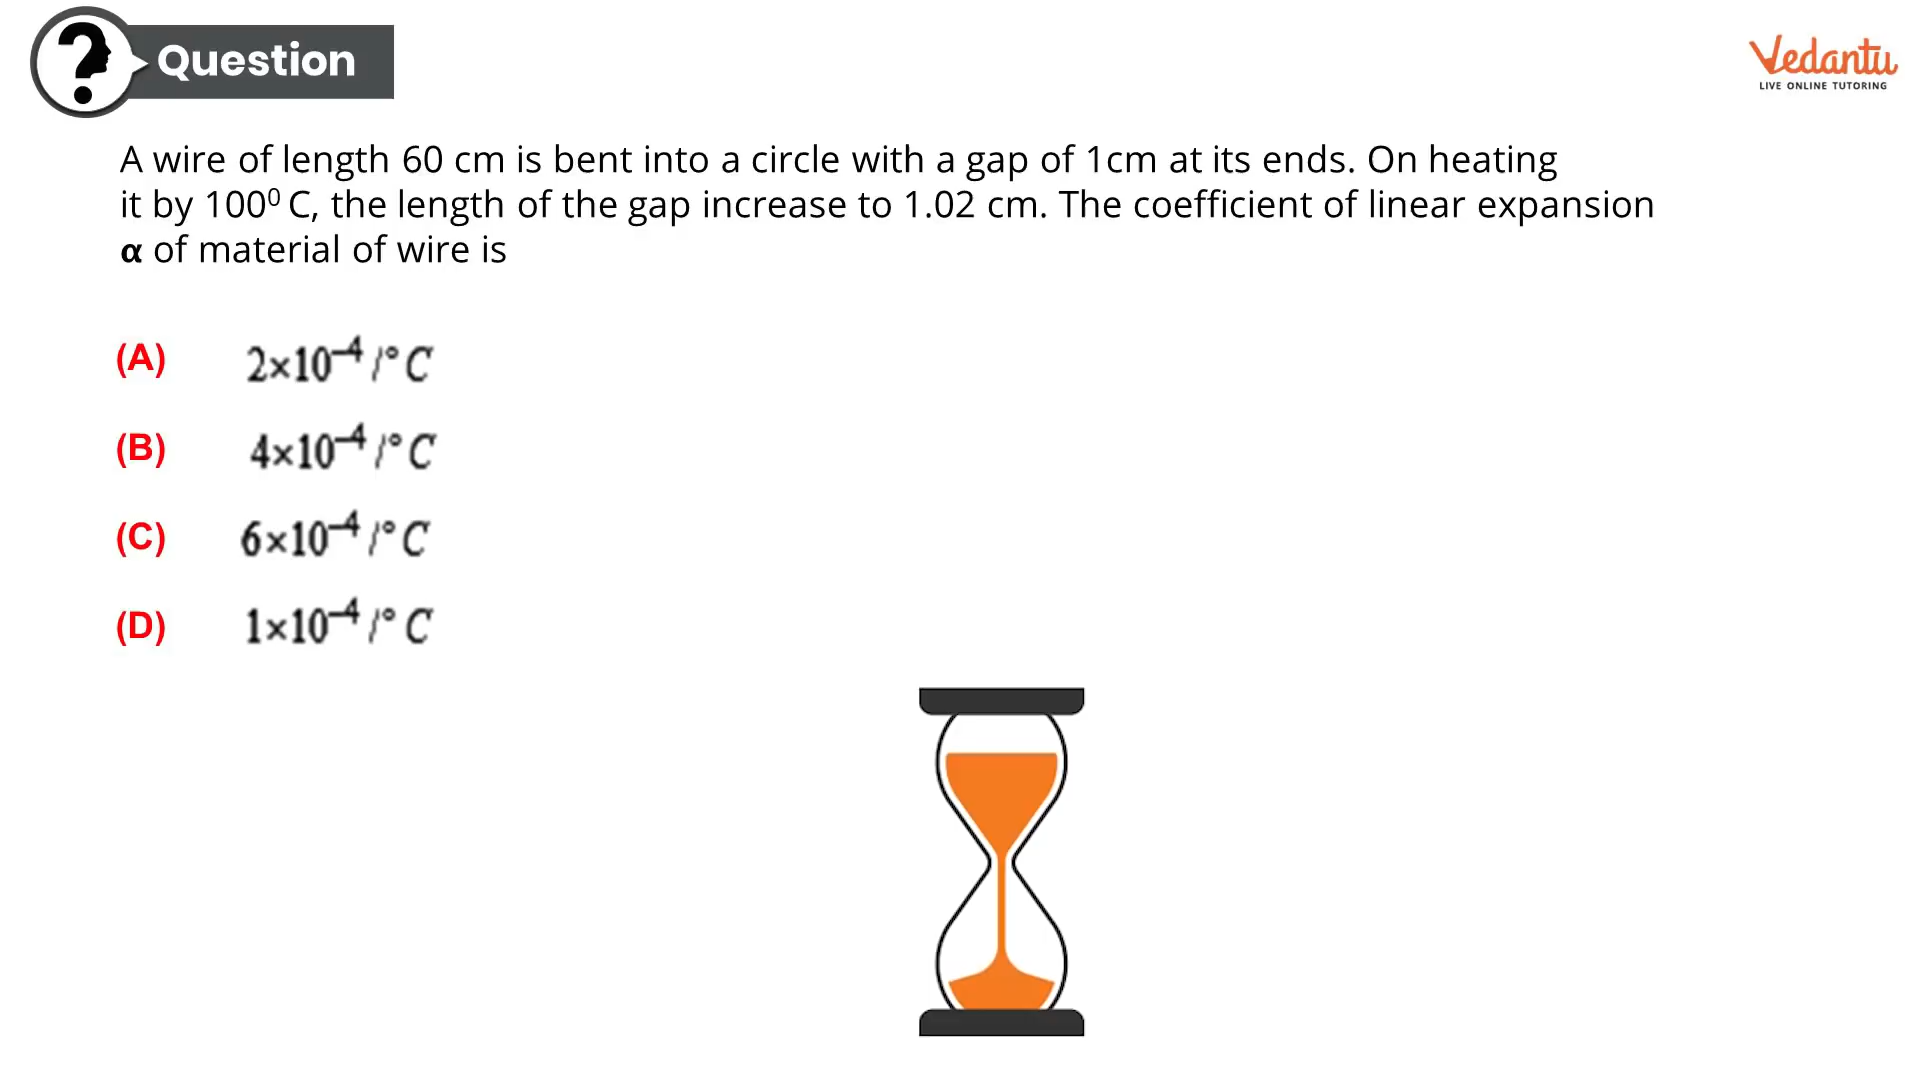 Question
Vedantu
LIVE ONLINE TUTORING
A wire of length 60 cm is bent into a circle with a gap of 1cm at its ends. On heating
it by 100⁰ C, the length of the gap increase to 1.02 cm. The coefficient of linear expansion
α of material of wire is
(A) 2×10⁻⁴ /° C
(B) 4×10⁻⁴ /° C
(C) 6×10⁻⁴ /° C
(D) 1×10⁻⁴ /° C